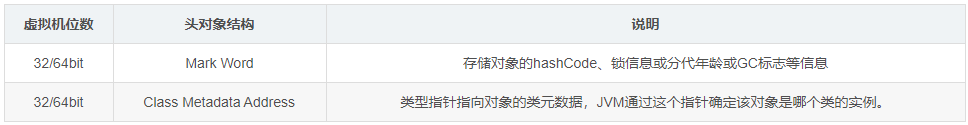 虚拟机位数 头对象结构 说明
32/64bit Mark Word 存储对象的hashCode、锁信息或分代年龄或GC标志等信息
32/64bit Class Metadata Address 类型指针指向对象的类元数据，JVM通过这个指针确定该对象是哪个类的实例。